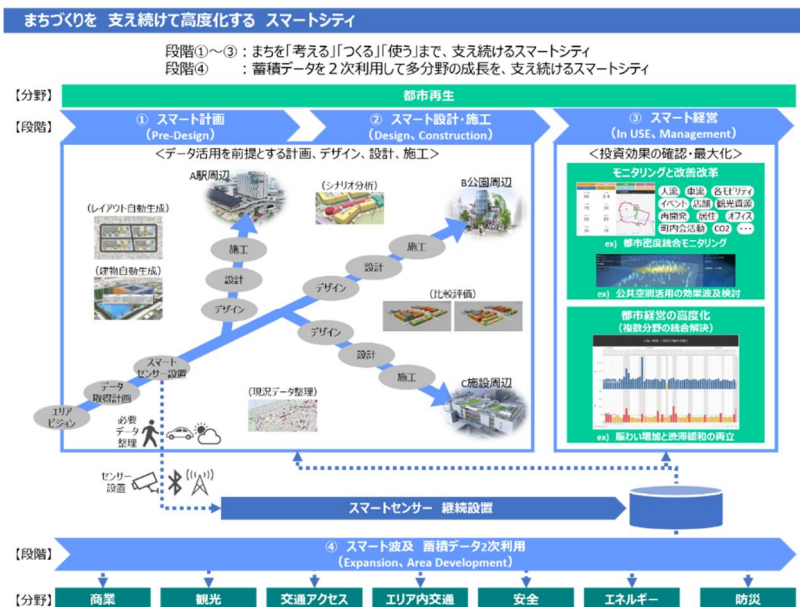 まちづくりを 支え続けて高度化する スマートシティ
段階①～③：まちを「考える」「つくる」「使う」まで、支え続けるスマートシティ
段階④　　：蓄積データを２次利用して多分野の成長を、支え続けるスマートシティ
【分野】
都市再生
【段階】
① スマート計画
（Pre-Design）
② スマート設計・施工
（Design、Construction）
③ スマート経営
（In USE、Management）
<データ活用を前提とする計画、デザイン、設計、施工>
A駅周辺
（シナリオ分析）
B公園周辺
（レイアウト自動生成）
（建物自動生成）
施工
設計
デザイン
施工
設計
デザイン
（比較評価）
デザイン
設計
施工
C施設周辺
スマート
センサー設置
データ
取得計画
エリア
ビジョン
（現況データ整理）
必要
データ
整理
センサー
設置
<投資効果の確認・最大化>
モニタリングと改善改革
人流 車流 各モビリティ
イベント 店舗 観光資源
再開発 居住 オフィス
町内会活動 CO2 …
ex）都市密度統合モニタリング
ex）公共空間活用の効果波及検討
都市経営の高度化
（複数分野の統合解決）
ex）賑わい増加と渋滞緩和の両立
スマートセンサー 継続設置
【段階】
④ スマート波及 蓄積データ2次利用
（Expansion、Area Development）
【分野】
商業
観光
交通アクセス
エリア内交通
安全
エネルギー
防災